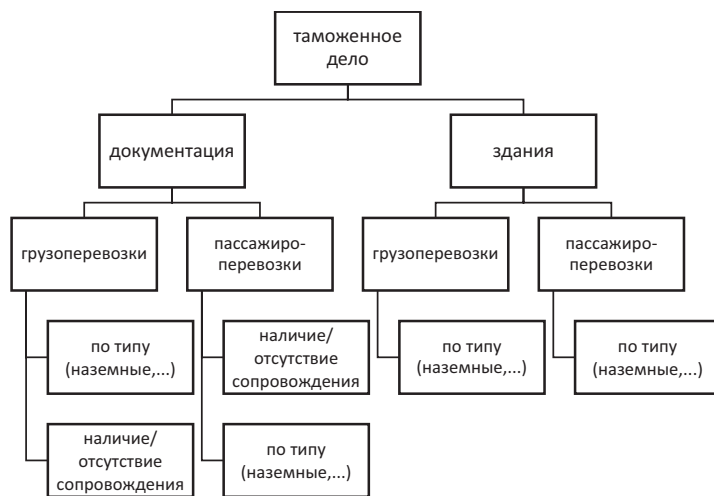 таможенное
дело
документация
здания
грузоперевозки
пассажиро-
перевозки
грузоперевозки
пассажиро-
перевозки
по типу
(наземные,...)
наличие/
отсутствие
сопровождения
по типу
(наземные,...)
по типу
(наземные,...)
наличие/
отсутствие
сопровождения
по типу
(наземные,...)